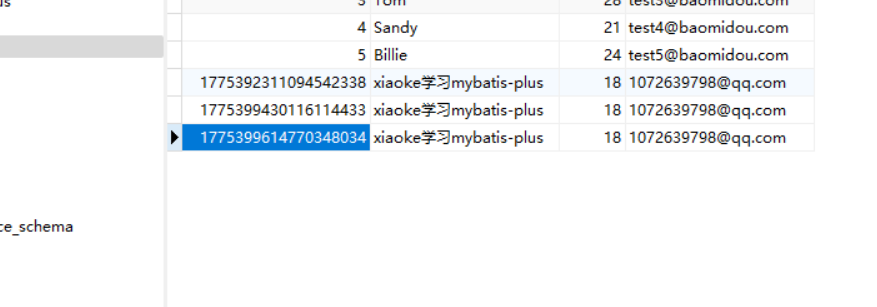 3 Tom 28 test3@baomidou.com
4 Sandy 21 test4@baomidou.com
5 Billie 24 test5@baomidou.com
1775392311094542338 xiaoke学习mybatis-plus 18 1072639798@qq.com
1775399430116114433 xiaoke学习mybatis-plus 18 1072639798@qq.com
1775399614770348034 xiaoke学习mybatis-plus 18 1072639798@qq.com
ce_schema